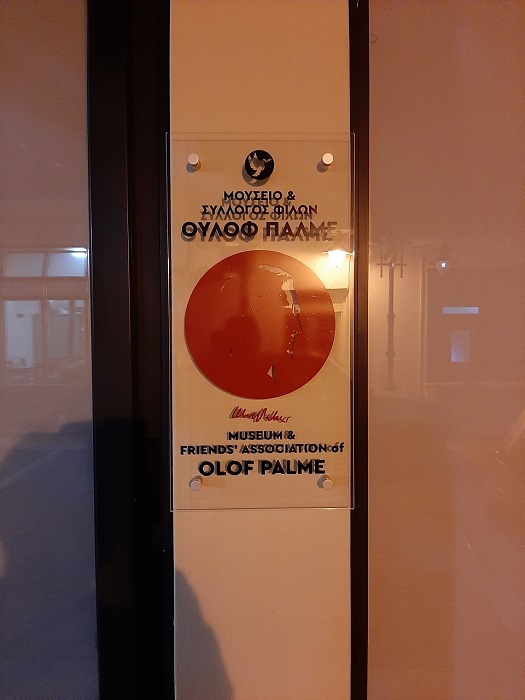 ΜΟΥΣΕΙΟ &
ΣΥΛΛΟΓΟΣ ΦΙΛΩΝ
ΟΥΛΟΦ ΠΑΛΜΕ
MUSEUM &
FRIENDS' ASSOCIATION of
OLOF PALME